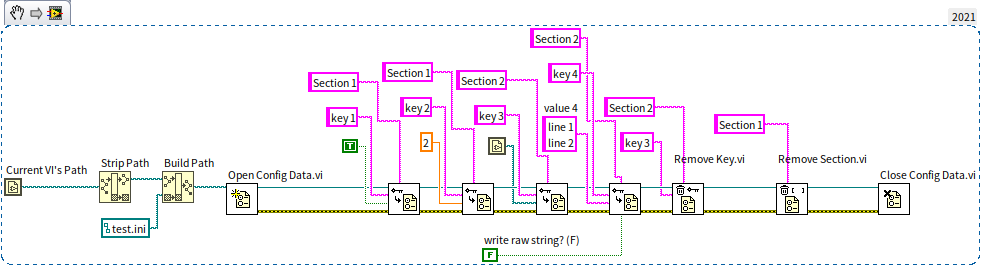 2021
Section 2
Section 1
Section 1
Section 2
key 4
key 1
key 2
key 3
value 4
line 1
line 2
Section 2
key 3
Section 1
T
2
Current VI's Path
Strip Path
Build Path
Open Config Data.vi
Remove Key.vi
Remove Section.vi
Close Config Data.vi
test.ini
write raw string? (F)
F